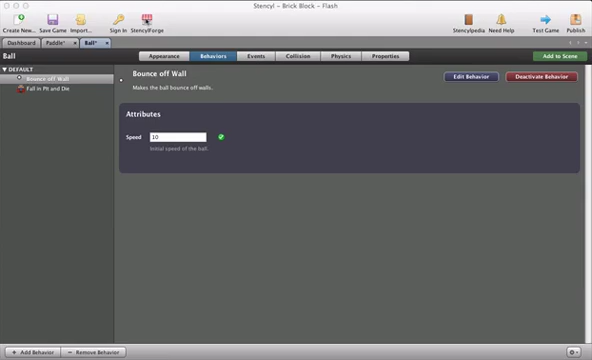 Stencyl - Brick Block - Flash
Create New... Save Game Import... Sign In StencylForge Stencylpedia Need Help Test Game Publish
Dashboard Paddle* × Ball* ×
Ball Appearance Behaviors Events Collision Physics Properties Add to Scene
DEFAULT
Bounce off Wall
Fall in Pit and Die
Bounce off Wall
Edit Behavior Deactivate Behavior
Makes the ball bounce off walls.
Attributes
Speed 10
Initial speed of the ball.
+ Add Behavior - Remove Behavior